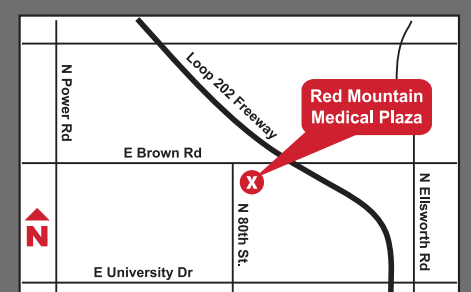 Loop 202 Freeway
N Power Rd
Red Mountain
Medical Plaza
E Brown Rd
X
N 80th St.
N Ellsworth Rd
N
E University Dr